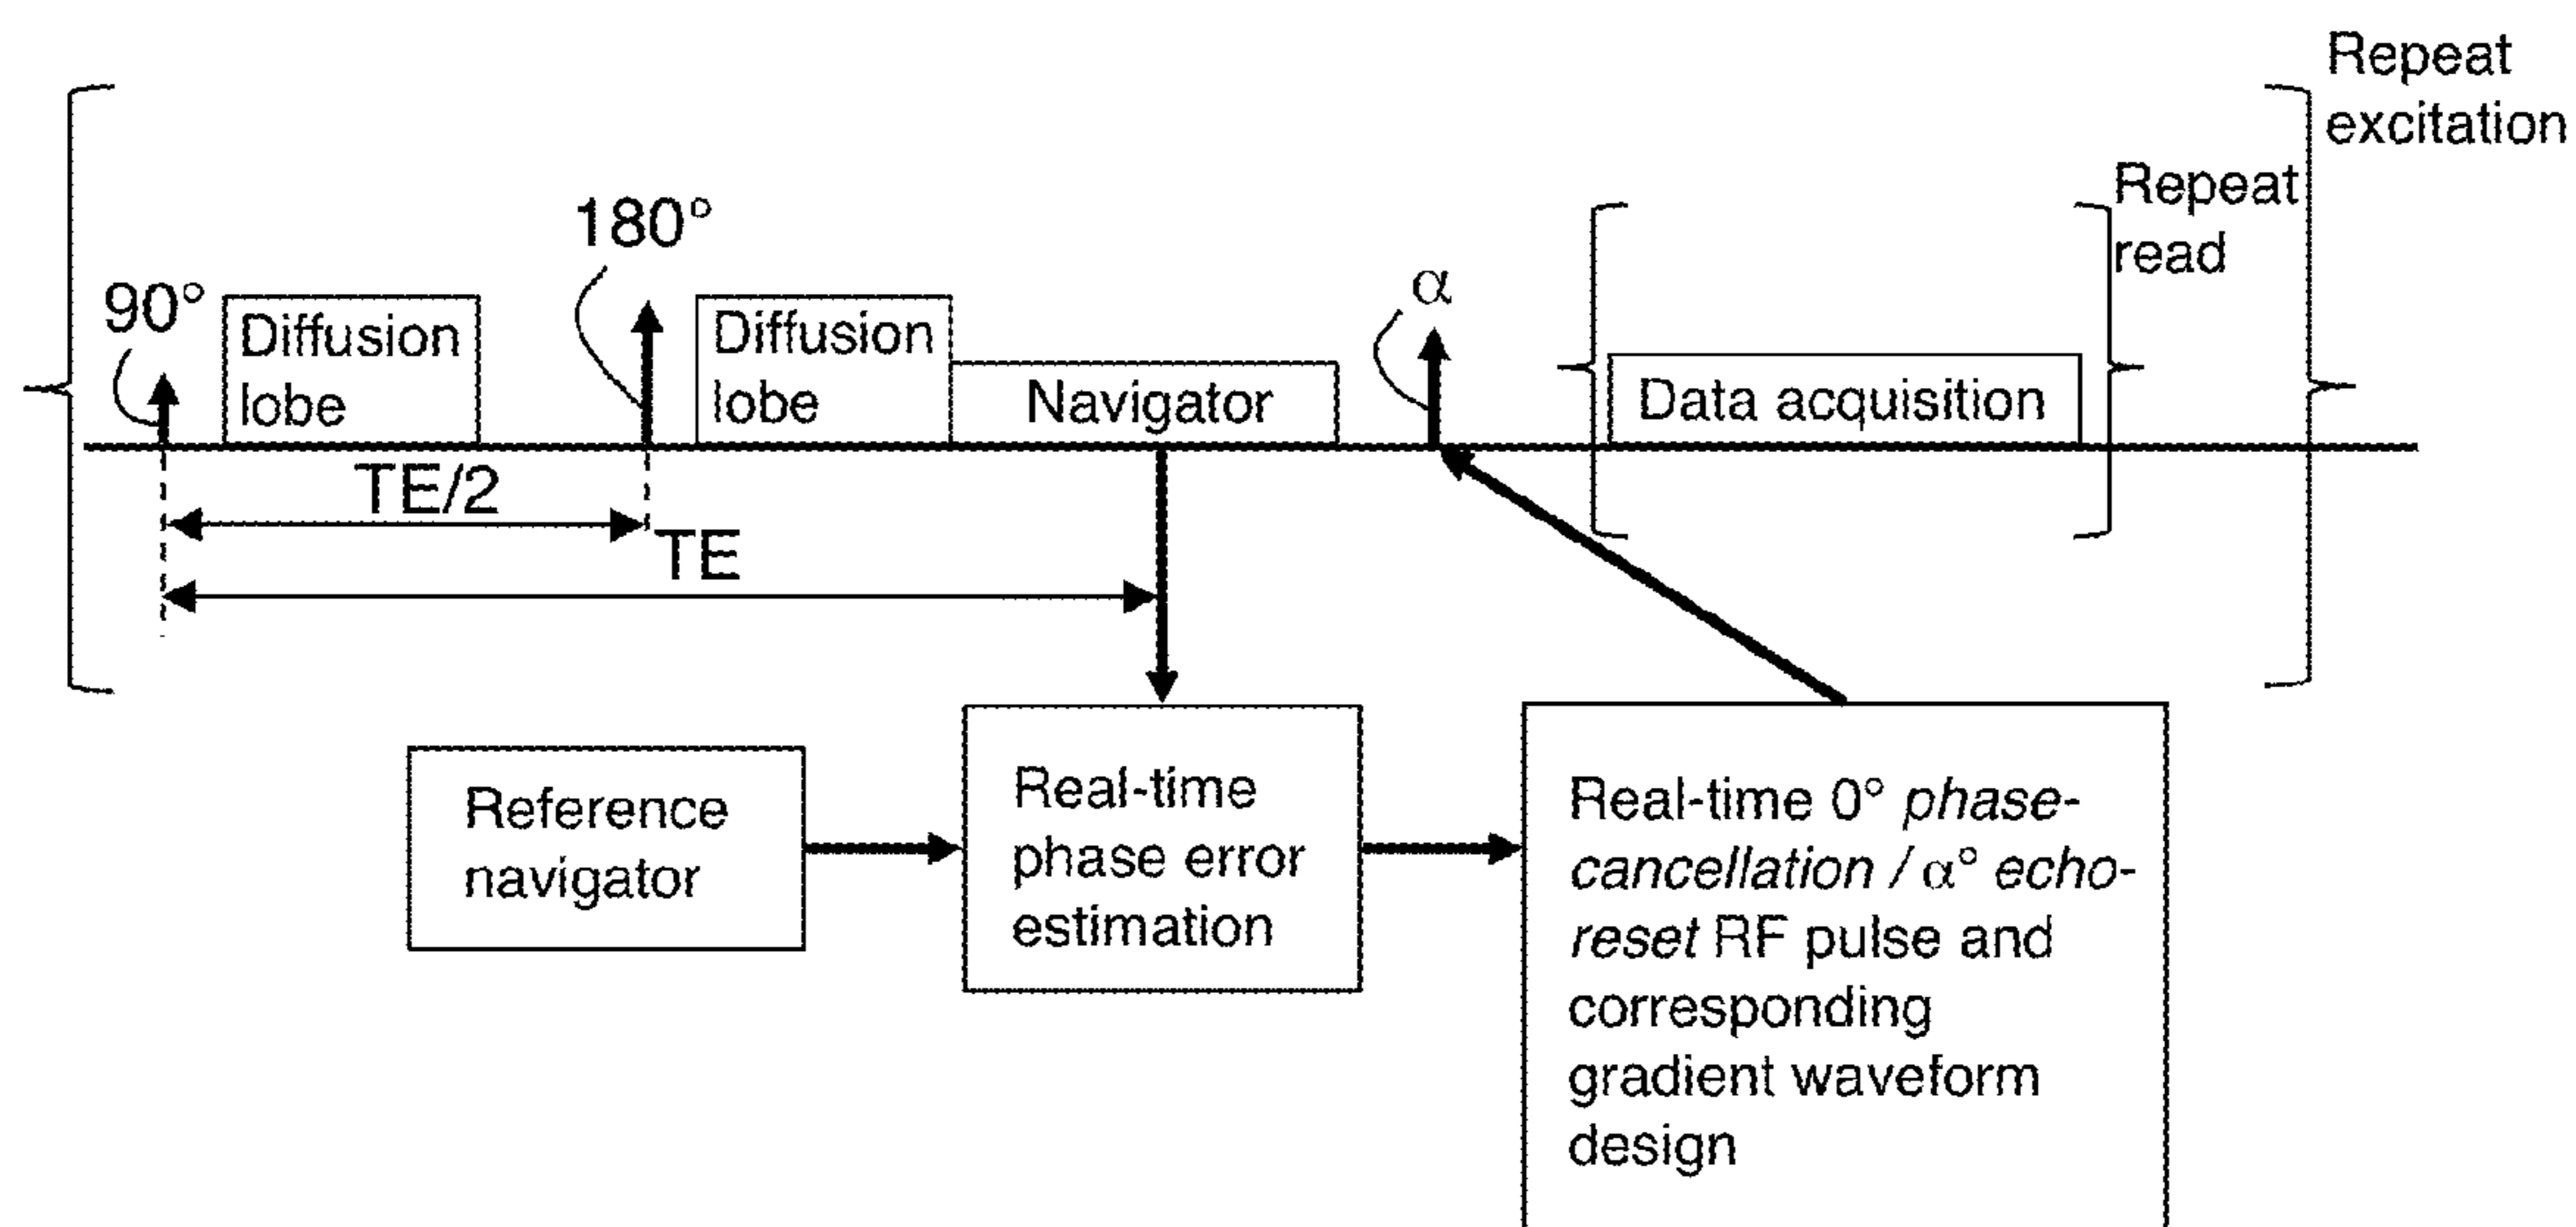 Repeat
excitation
Repeat
read
180°
α
90°
Diffusion
lobe
Diffusion
lobe
Navigator
Data acquisition
TE/2
TE
Reference
navigator
Real-time
phase error
estimation
Real-time 0° phase-
cancellation / α° echo-
reset RF pulse and
corresponding
gradient waveform
design